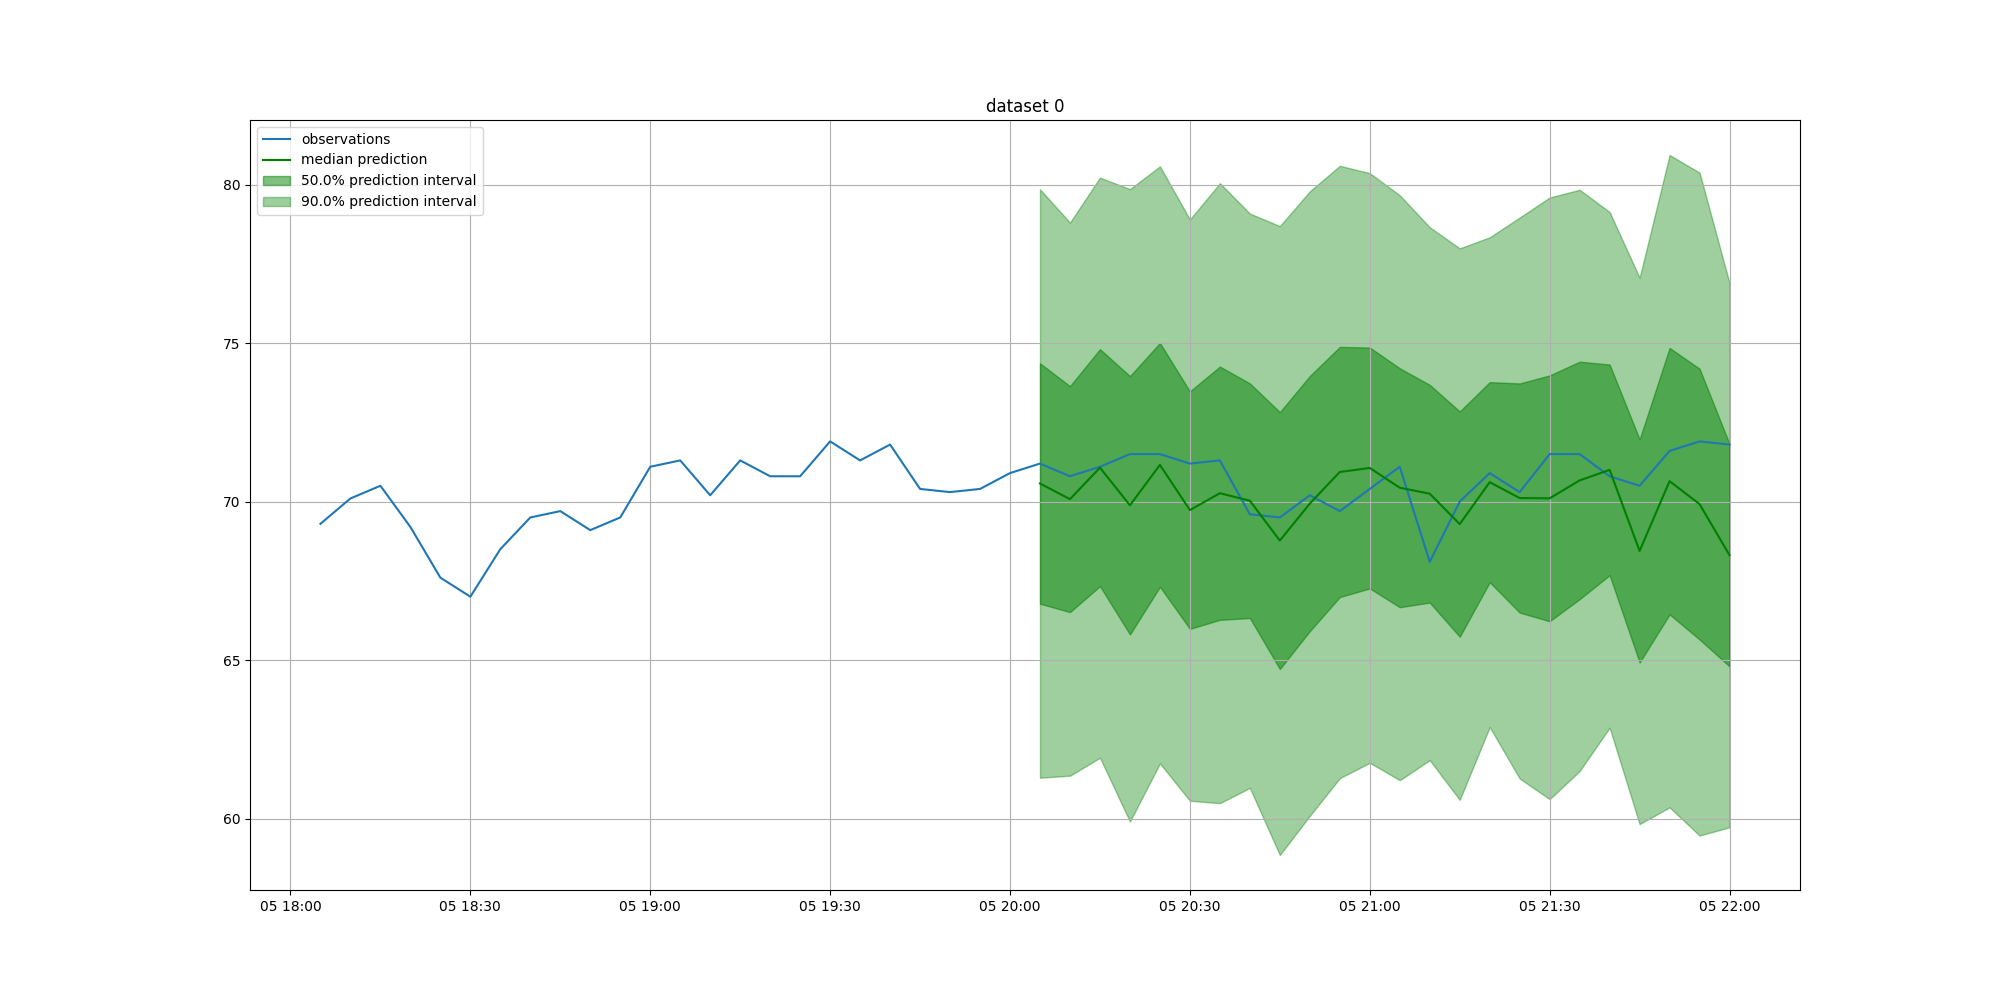 dataset 0
observations
median prediction
50.0% prediction interval
90.0% prediction interval
80
75
70
65
60
05 18:00 05 18:30 05 19:00 05 19:30 05 20:00 05 20:30 05 21:00 05 21:30 05 22:00